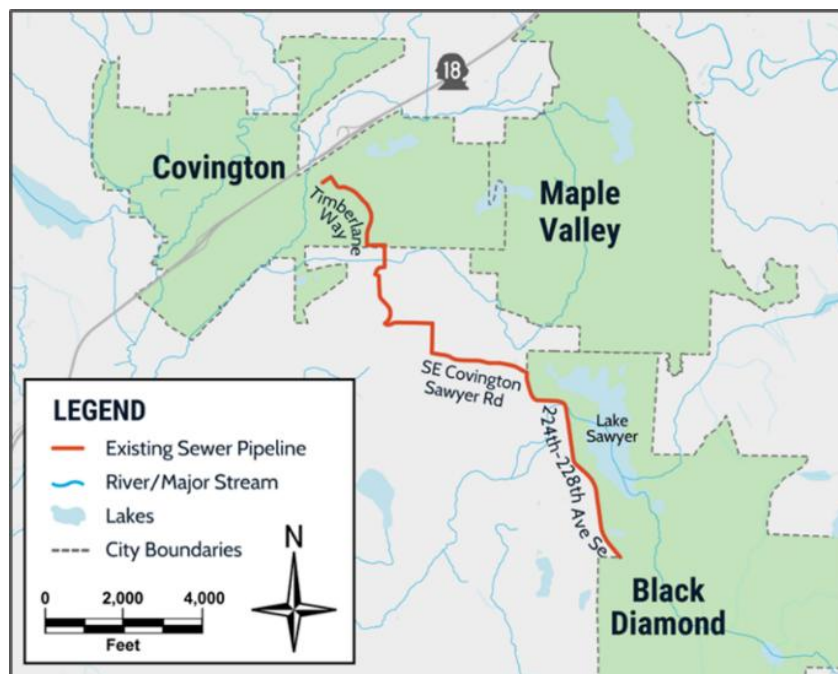 18
Covington
Maple
Valley
Timberlane
Way
SE Covington
Sawyer Rd
Lake
Sawyer
224th-228th Ave Se
Black
Diamond
LEGEND
Existing Sewer Pipeline
River/Major Stream
Lakes
City Boundaries
N
0 2,000 4,000
Feet